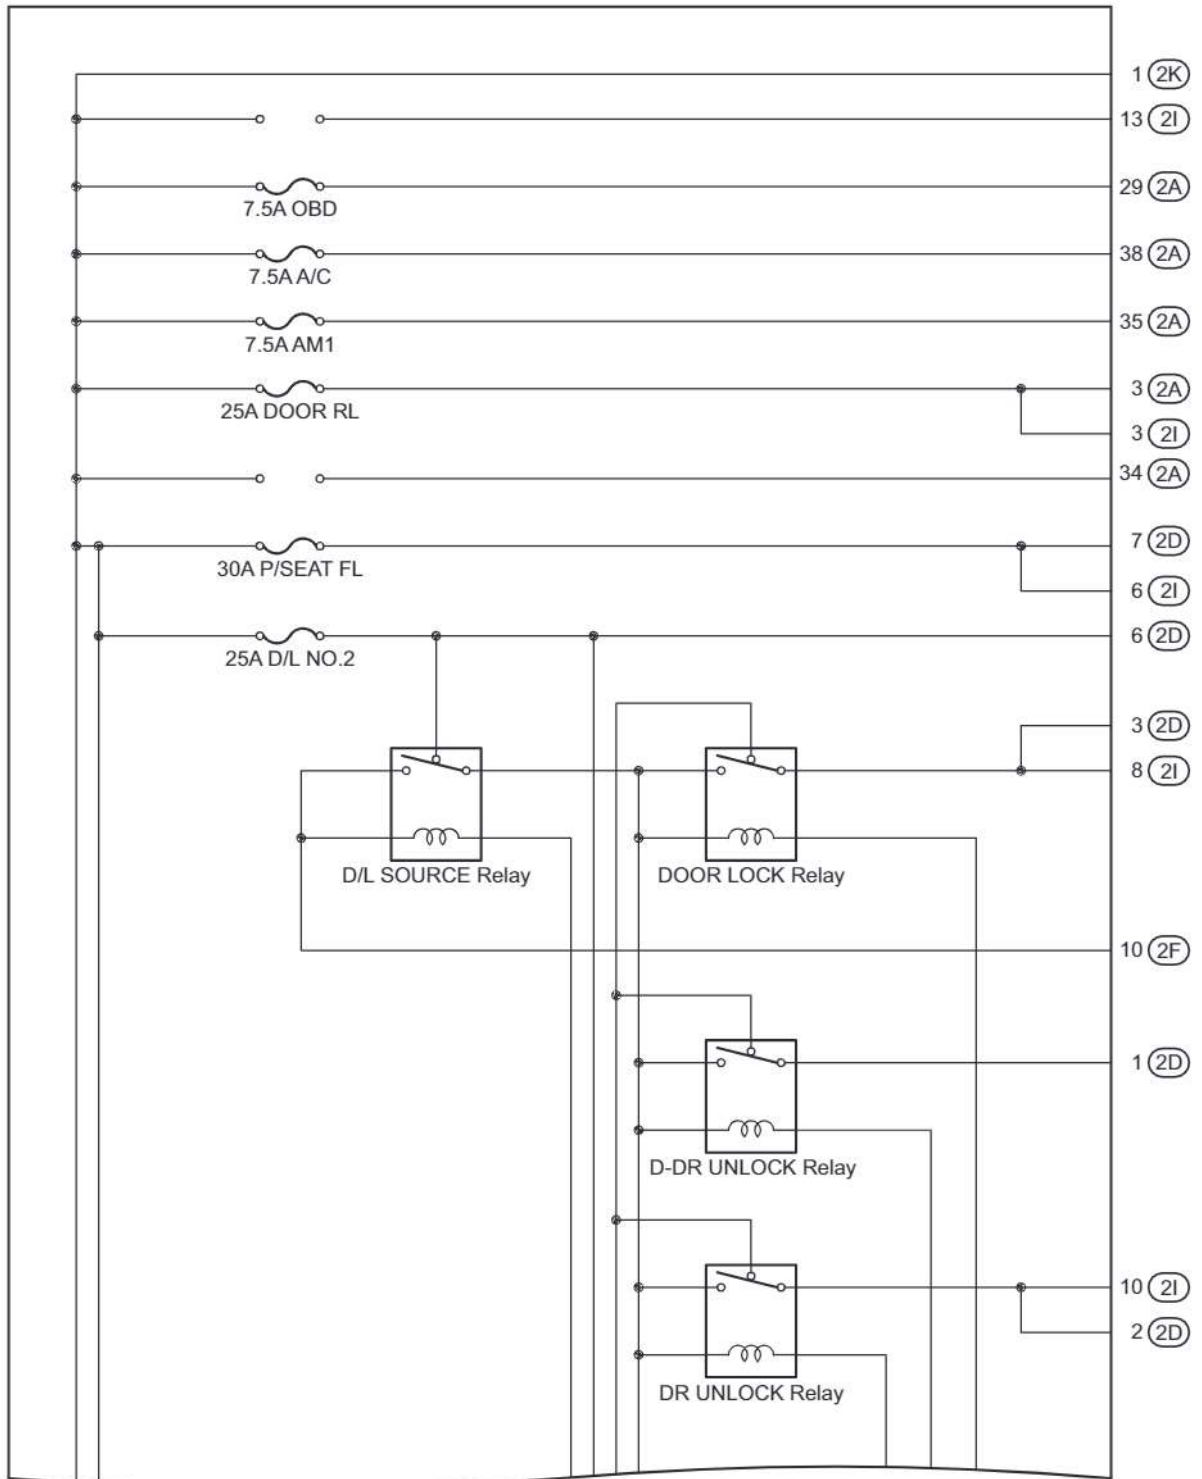 1 2K
13 2I
29 2A
7.5A OBD
38 2A
7.5A A/C
35 2A
7.5A AM1
3 2A
25A DOOR RL
3 2I
34 2A
7 2D
30A P/SEAT FL
6 2I
6 2D
25A D/L NO.2
3 2D
8 2I
D/L SOURCE Relay
DOOR LOCK Relay
10 2F
1 2D
D-DR UNLOCK Relay
10 2I
2 2D
DR UNLOCK Relay